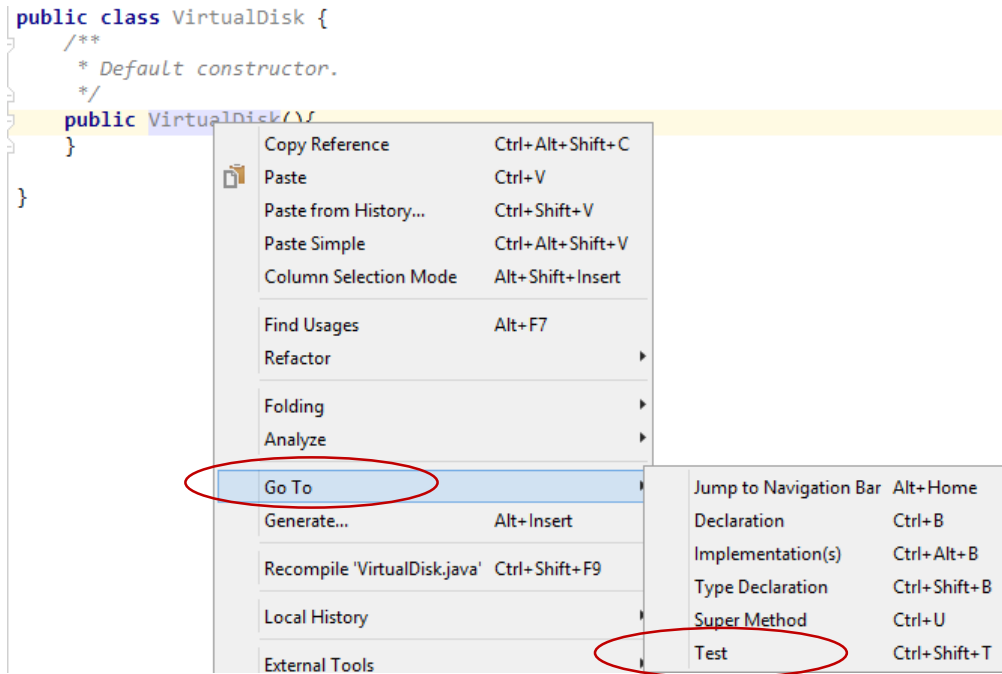 public class VirtualDisk {
/**
* Default constructor.
*/
public VirtualDisk(){
}
}
Copy Reference Ctrl+Alt+Shift+C
Paste Ctrl+V
Paste from History... Ctrl+Shift+V
Paste Simple Ctrl+Alt+Shift+V
Column Selection Mode Alt+Shift+Insert
Find Usages Alt+F7
Refactor
Folding
Analyze
Go To
Generate... Alt+Insert
Recompile 'VirtualDisk.java' Ctrl+Shift+F9
Local History
External Tools
Jump to Navigation Bar Alt+Home
Declaration Ctrl+B
Implementation(s) Ctrl+Alt+B
Type Declaration Ctrl+Shift+B
Super Method Ctrl+U
Test Ctrl+Shift+T